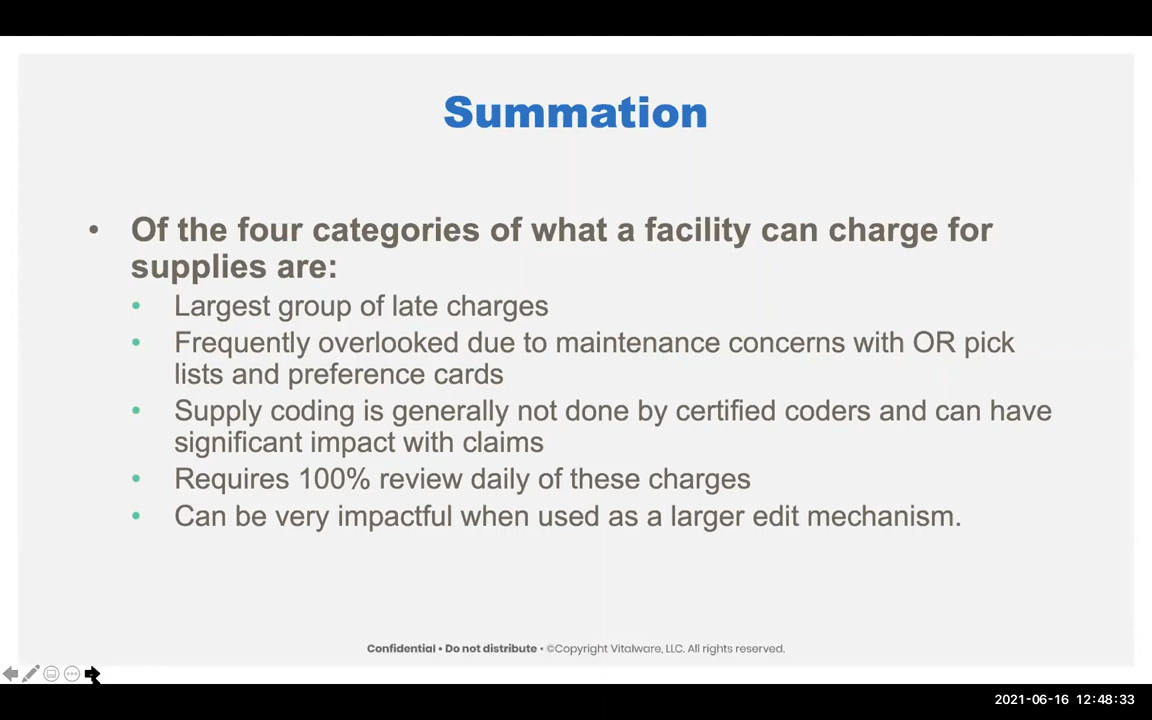 Summation
• Of the four categories of what a facility can charge for
supplies are:
• Largest group of late charges
• Frequently overlooked due to maintenance concerns with OR pick
lists and preference cards
• Supply coding is generally not done by certified coders and can have
significant impact with claims
• Requires 100% review daily of these charges
• Can be very impactful when used as a larger edit mechanism.
Confidential • Do not distribute • ©Copyright Vitalware, LLC. All rights reserved.
2021-06-16 12:48:33